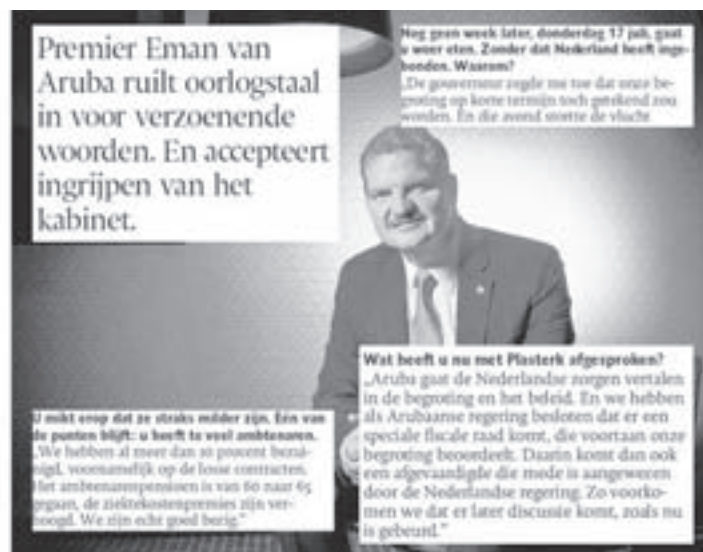 Premier Eman van
Aruba ruilt oorlogstaal
in voor verzoenende
woorden. En accepteert
ingrijpen van het
kabinet.
Nog geen week later, donderdag 17 juli, gaat
u weer eten. Zonder dat Nederland heeft inge-
bonden. Waarom?
„De gouverneur zegde me toe dat onze be-
groting op korte termijn toch getekend zou
worden. En die avond stortte de vlucht
U mikt erop dat ze straks milder zijn. Eén van
de punten blijft: u heeft te veel ambtenaren.
„We hebben al meer dan 10 procent bezui-
nigd, voornamelijk op de losse contracten.
Het ambtenarenpensioen is van 60 naar 65
gegaan, de ziektekostenpremies zijn ver-
hoogd. We zijn echt goed bezig.”
Wat heeft u nu met Plasterk afgesproken?
„Aruba gaat de Nederlandse zorgen vertalen
in de begroting en het beleid. En we hebben
als Arubaanse regering besloten dat er een
speciale fiscale raad komt, die voortaan onze
begroting beoordeelt. Daarin komt dan ook
een afgevaardigde die mede is aangewezen
door de Nederlandse regering. Zo voorko-
men we dat er later discussie komt, zoals nu
is gebeurd.”